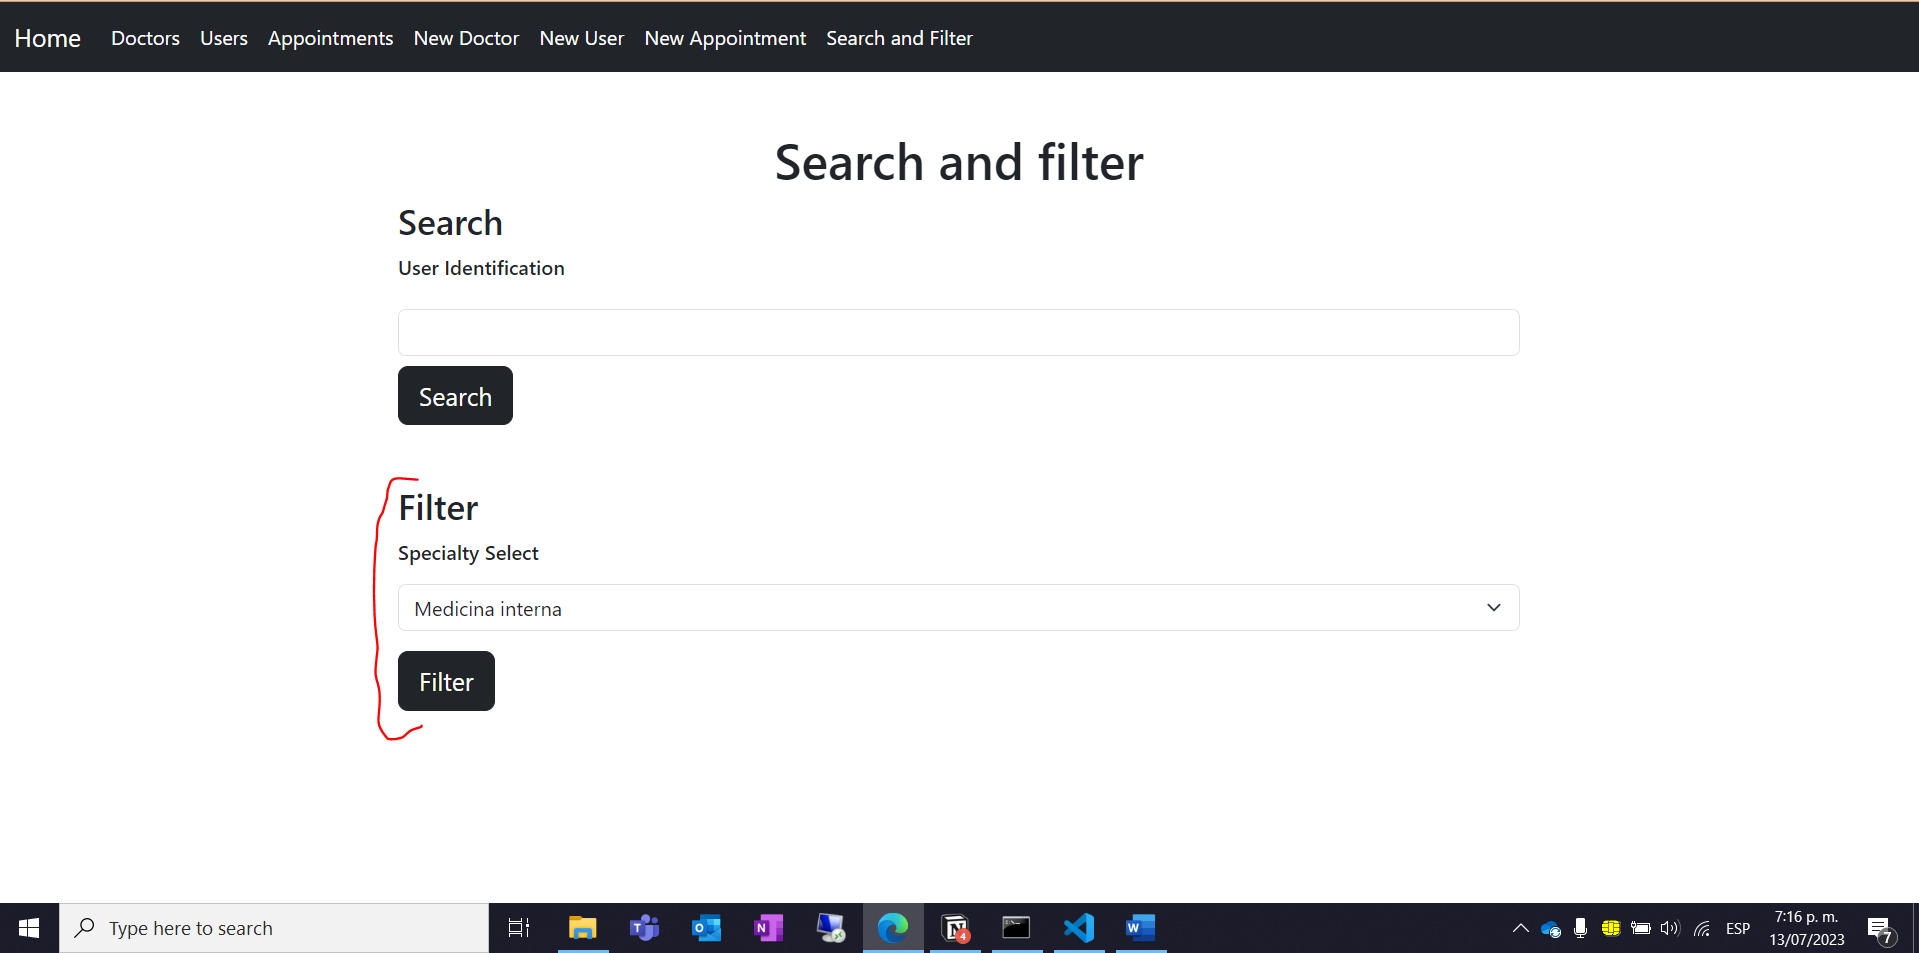 Home Doctors Users Appointments New Doctor New User New Appointment Search and Filter
Search and filter
Search
User Identification
Search
Filter
Specialty Select
Medicina interna
Filter
Type here to search
4
ESP
7:16 p. m.
13/07/2023
7